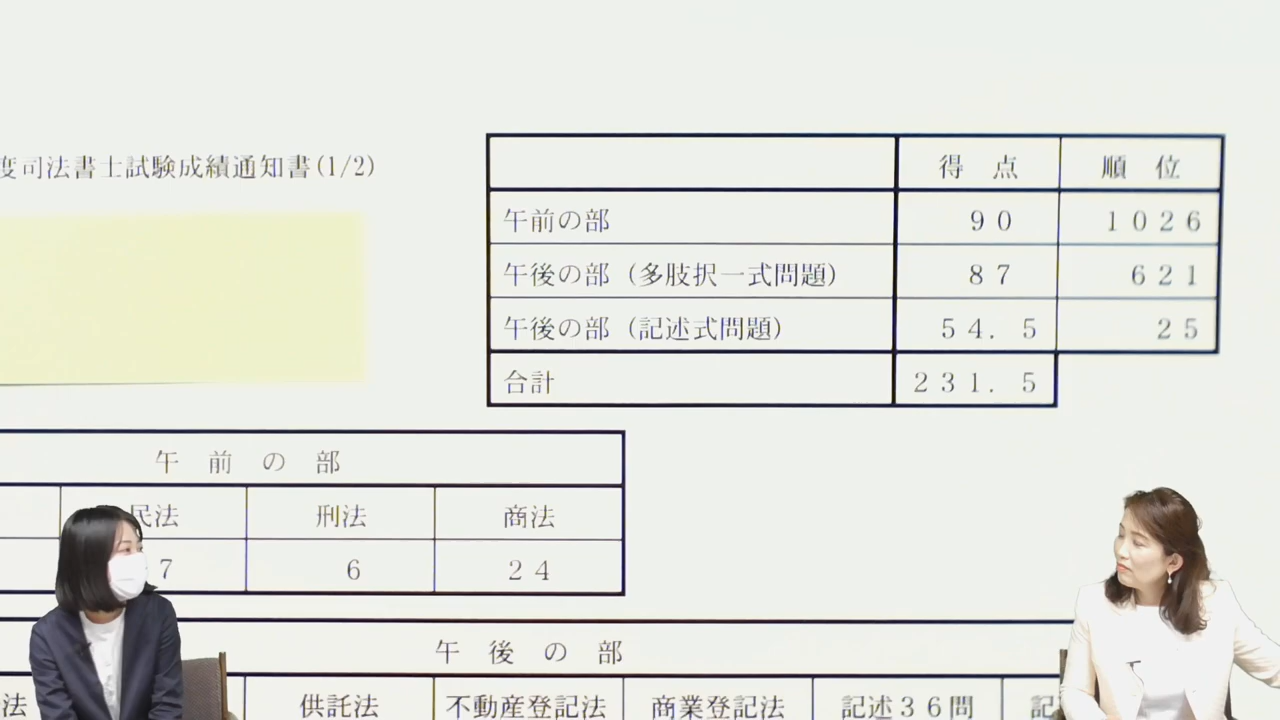 度司法書士試験成績通知書(1/2)
得 点 順 位
午前の部 90 1026
午後の部(多肢択一式問題) 87 621
午後の部(記述式問題) 54.5 25
合計 231.5
午 前 の 部
民法 刑法 商法
7 6 24
午 後 の 部
法 供託法 不動産登記法 商業登記法 記述36問 記